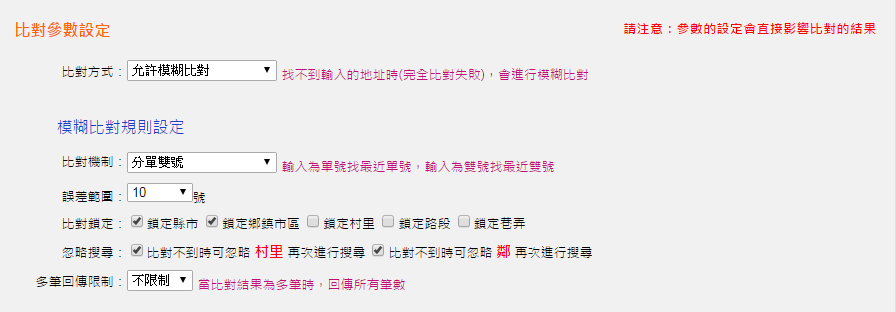 比對參數設定 請注意：參數的設定會直接影響比對的結果
比對方式： 允許模糊比對 找不到輸入的地址時(完全比對失敗)，會進行模糊比對
模糊比對規則設定
比對機制： 分單雙號 輸入為單號找最近單號，輸入為雙號找最近雙號
誤差範圍： 10 號
比對鎖定： 鎖定縣市 鎖定鄉鎮市區 鎖定村里 鎖定路段 鎖定巷弄
忽略搜尋： 比對不到時可忽略 村里 再次進行搜尋 比對不到時可忽略 鄰 再次進行搜尋
多筆回傳限制： 不限制 當比對結果為多筆時，回傳所有筆數